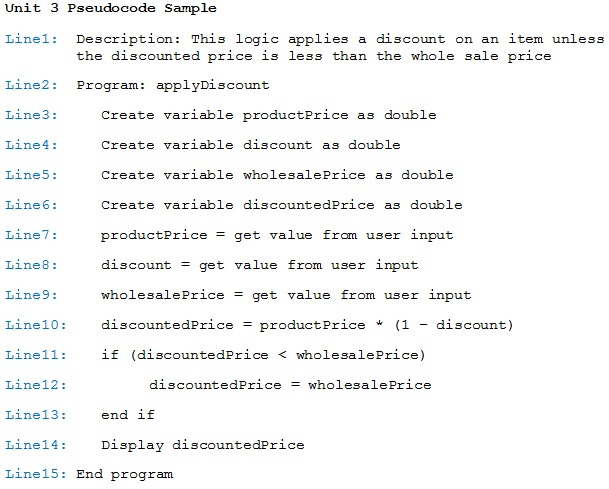 Unit 3 Pseudocode Sample
Line1: Description: This logic applies a discount on an item unless
the discounted price is less than the whole sale price
Line2: Program: applyDiscount
Line3: Create variable productPrice as double
Line4: Create variable discount as double
Line5: Create variable wholesalePrice as double
Line6: Create variable discountedPrice as double
Line7: productPrice = get value from user input
Line8: discount = get value from user input
Line9: wholesalePrice = get value from user input
Line10: discountedPrice = productPrice * (1 - discount)
Line11: if (discountedPrice < wholesalePrice)
Line12: discountedPrice = wholesalePrice
Line13: end if
Line14: Display discountedPrice
Line15: End program